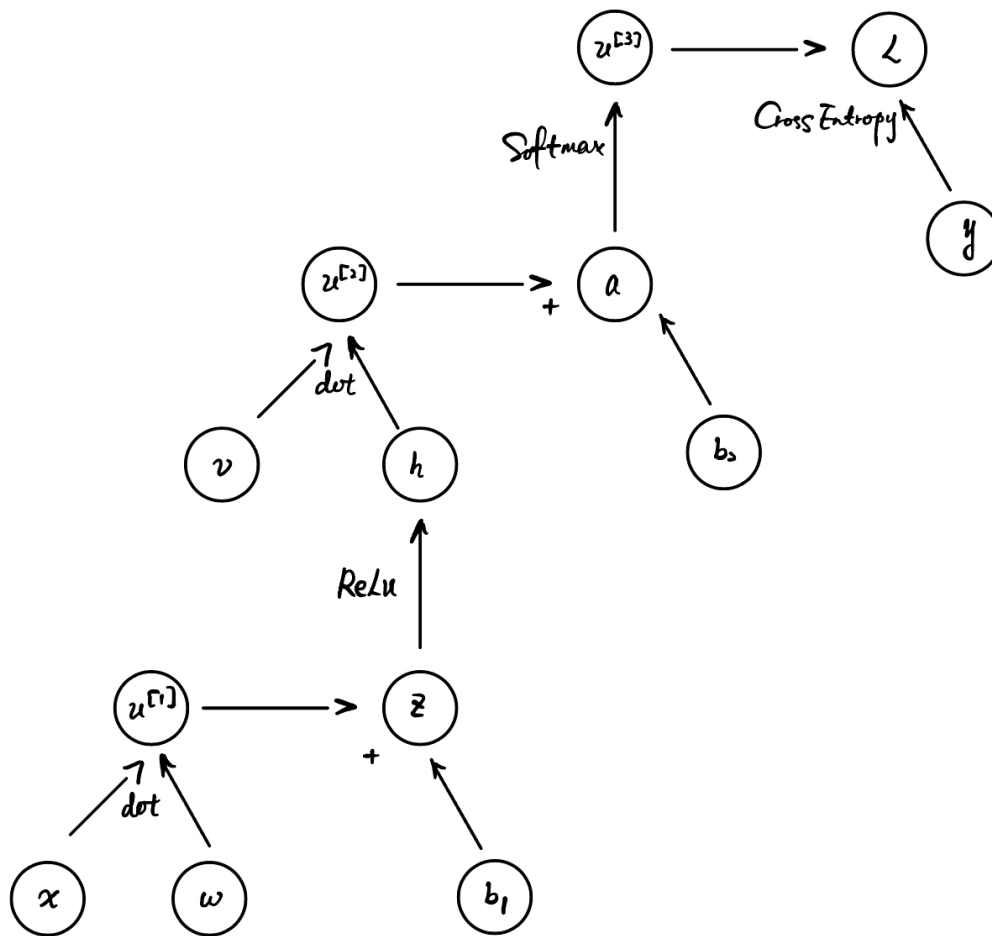 u[3]
L
Cross Entropy
Softmax
y
u[2]
a
+
dot
v
h
b₂
ReLu
u[1]
z
+
dot
x
w
b₁